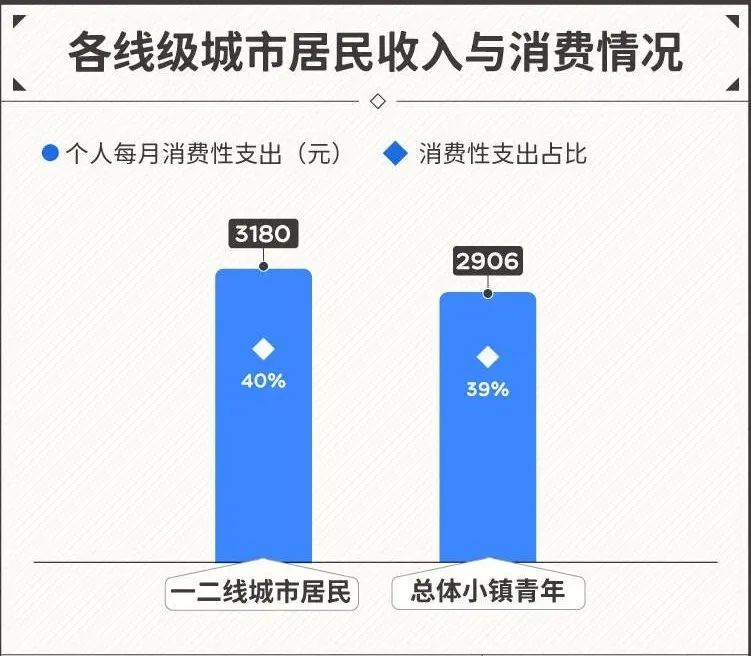 各线级城市居民收入与消费情况
个人每月消费性支出（元） 消费性支出占比
3180
2906
40%
39%
一二线城市居民 总体小镇青年